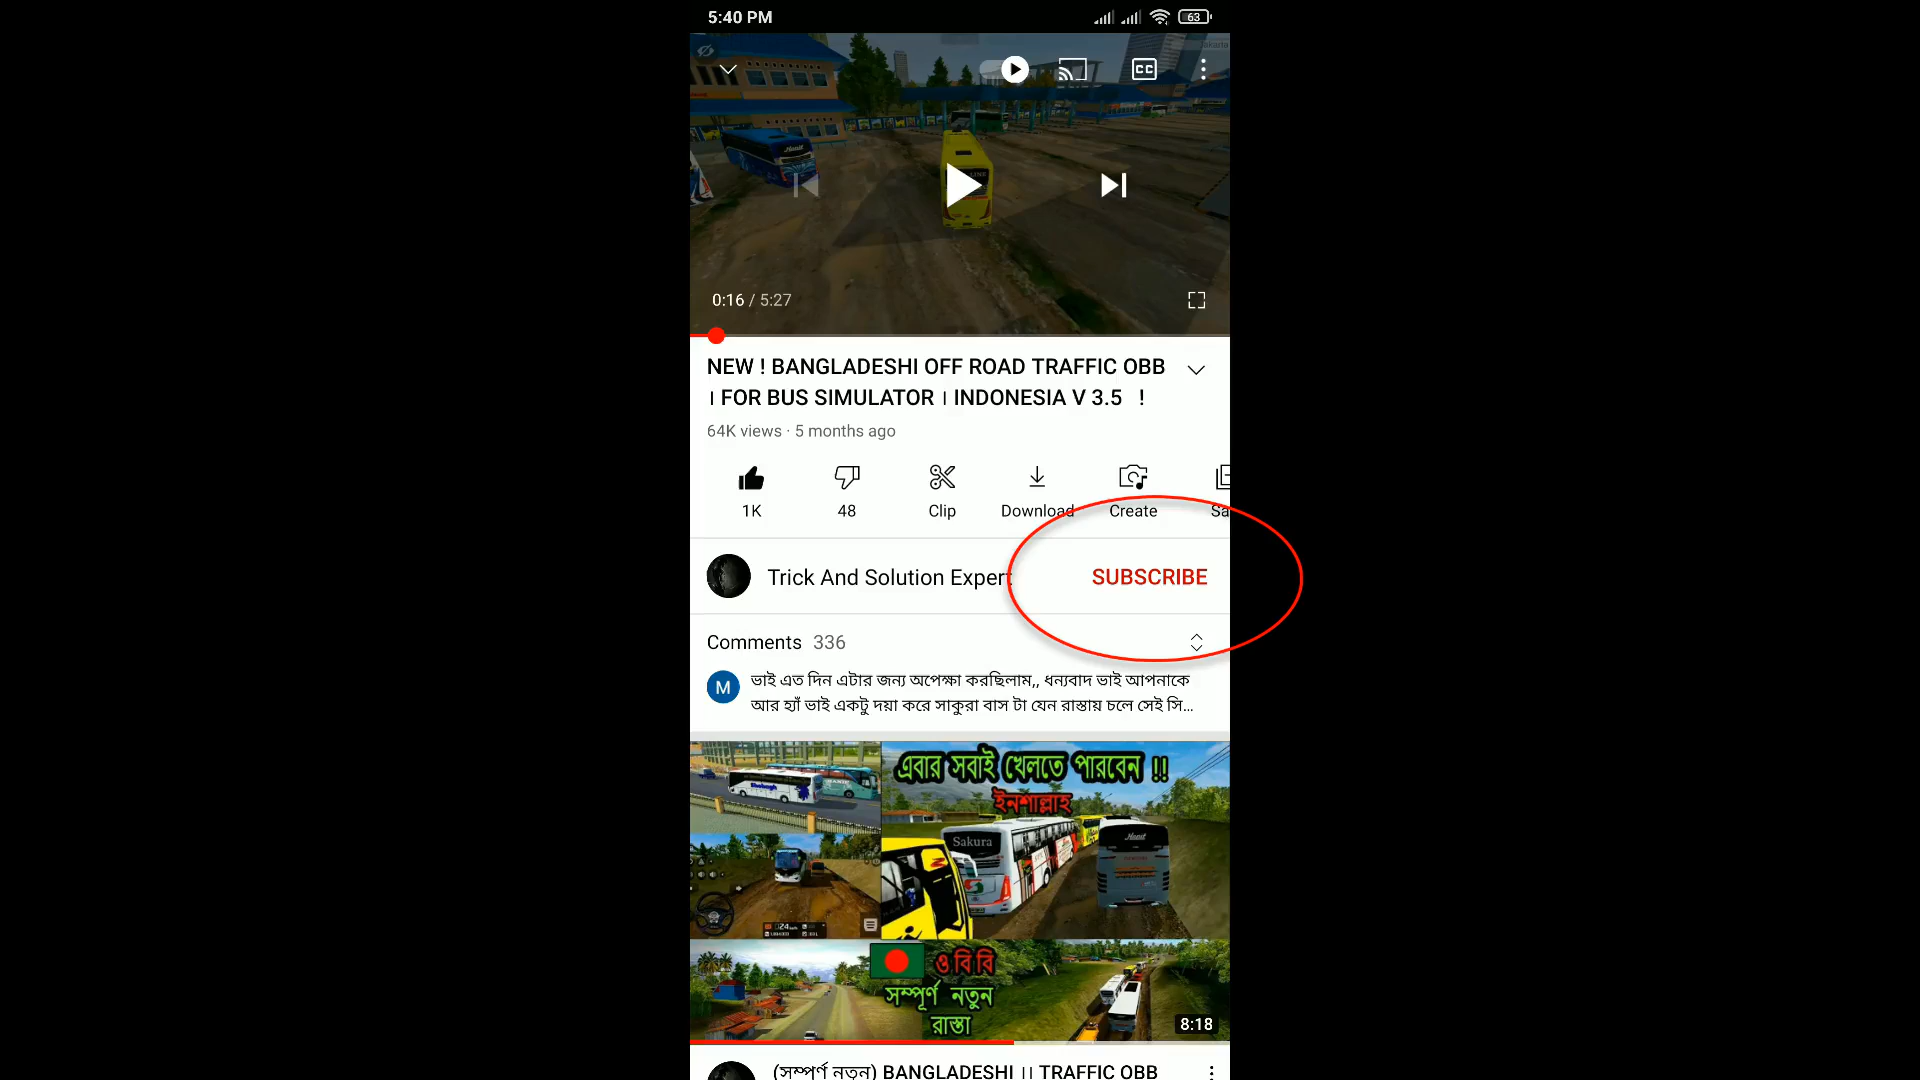 5:40 PM
63
Jakarta
CC
0:16 / 5:27
NEW ! BANGLADESHI OFF ROAD TRAFFIC OBB
। FOR BUS SIMULATOR । INDONESIA V 3.5 !
64K views · 5 months ago
1K
48
Clip
Download
Create
Sa
Trick And Solution Expert
SUBSCRIBE
Comments 336
M
ভাই এত দিন এটার জন্য অপেক্ষা করছিলাম,, ধন্যবাদ ভাই আপনাকে
আর হ্যাঁ ভাই একটু দয়া করে সাকুরা বাস টা যেন রাস্তায় চলে সেই সি...
এবার সবাই খেলতে পারবেন !!
ইনশাল্লাহ
Sakura
Hanif
ও বি বি
সম্পূর্ণ নতুন
রাস্তা
8:18
(সম্পূর্ণ নতুন) BANGLADESHI ।। TRAFFIC OBB